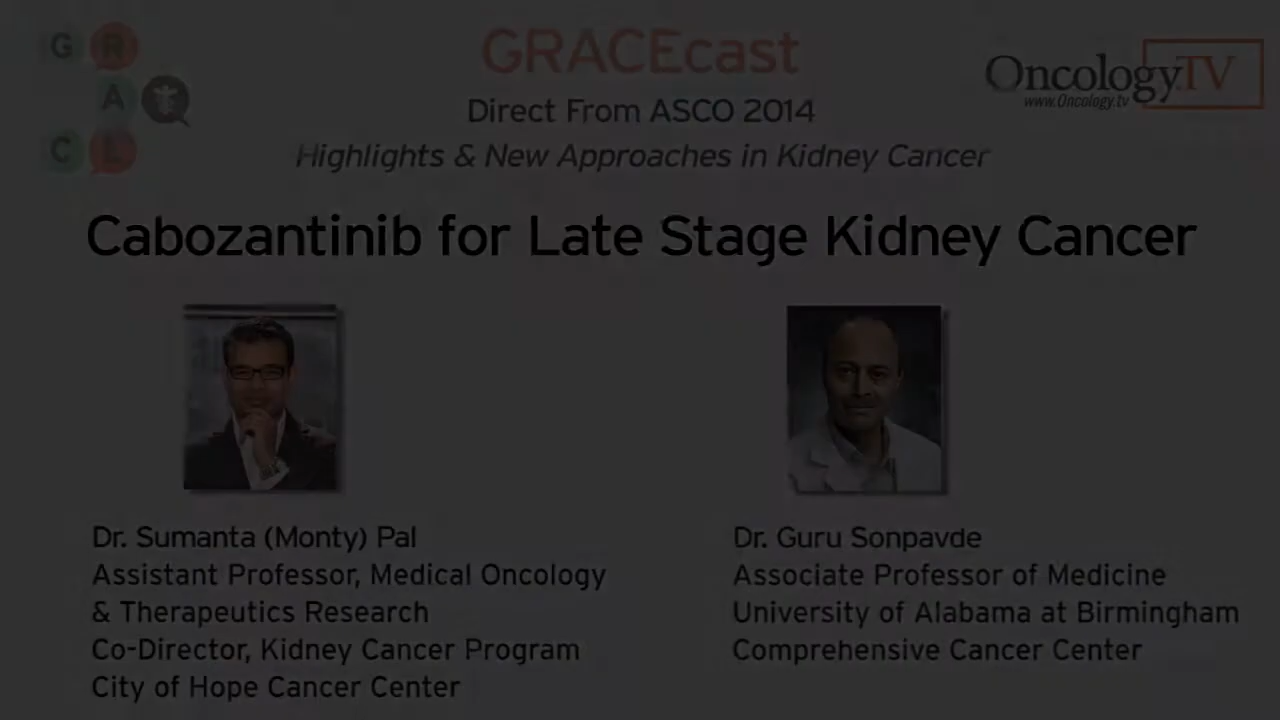 G R
A
C E
GRACEcast
Direct From ASCO 2014
Highlights & New Approaches in Kidney Cancer
Oncology.TV
www.Oncology.tv
Cabozantinib for Late Stage Kidney Cancer
Dr. Sumanta (Monty) Pal
Assistant Professor, Medical Oncology
& Therapeutics Research
Co-Director, Kidney Cancer Program
City of Hope Cancer Center
Dr. Guru Sonpavde
Associate Professor of Medicine
University of Alabama at Birmingham
Comprehensive Cancer Center